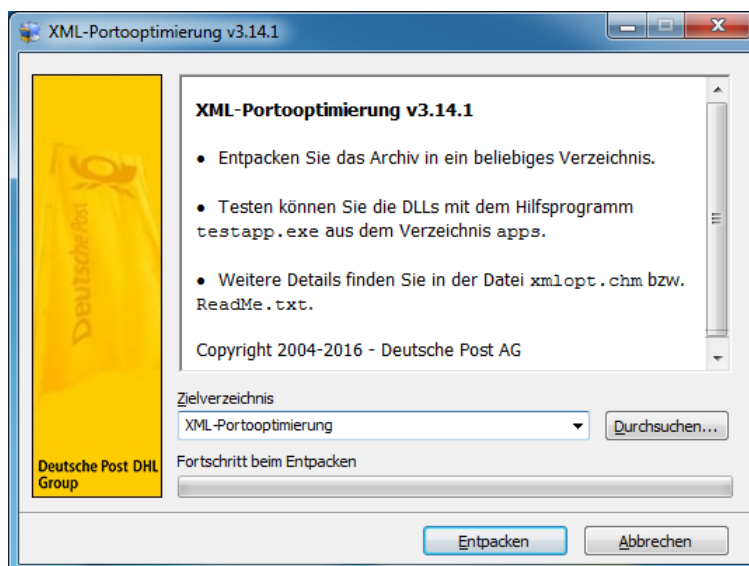 XML-Portooptimierung v3.14.1
XML-Portooptimierung v3.14.1
• Entpacken Sie das Archiv in ein beliebiges Verzeichnis.
• Testen können Sie die DLLs mit dem Hilfsprogramm
testapp.exe aus dem Verzeichnis apps.
• Weitere Details finden Sie in der Datei xmlopt.chm bzw.
ReadMe.txt.
Copyright 2004-2016 - Deutsche Post AG
Deutsche Post
Deutsche Post DHL
Group
Zielverzeichnis
XML-Portooptimierung
Durchsuchen...
Fortschritt beim Entpacken
Entpacken
Abbrechen